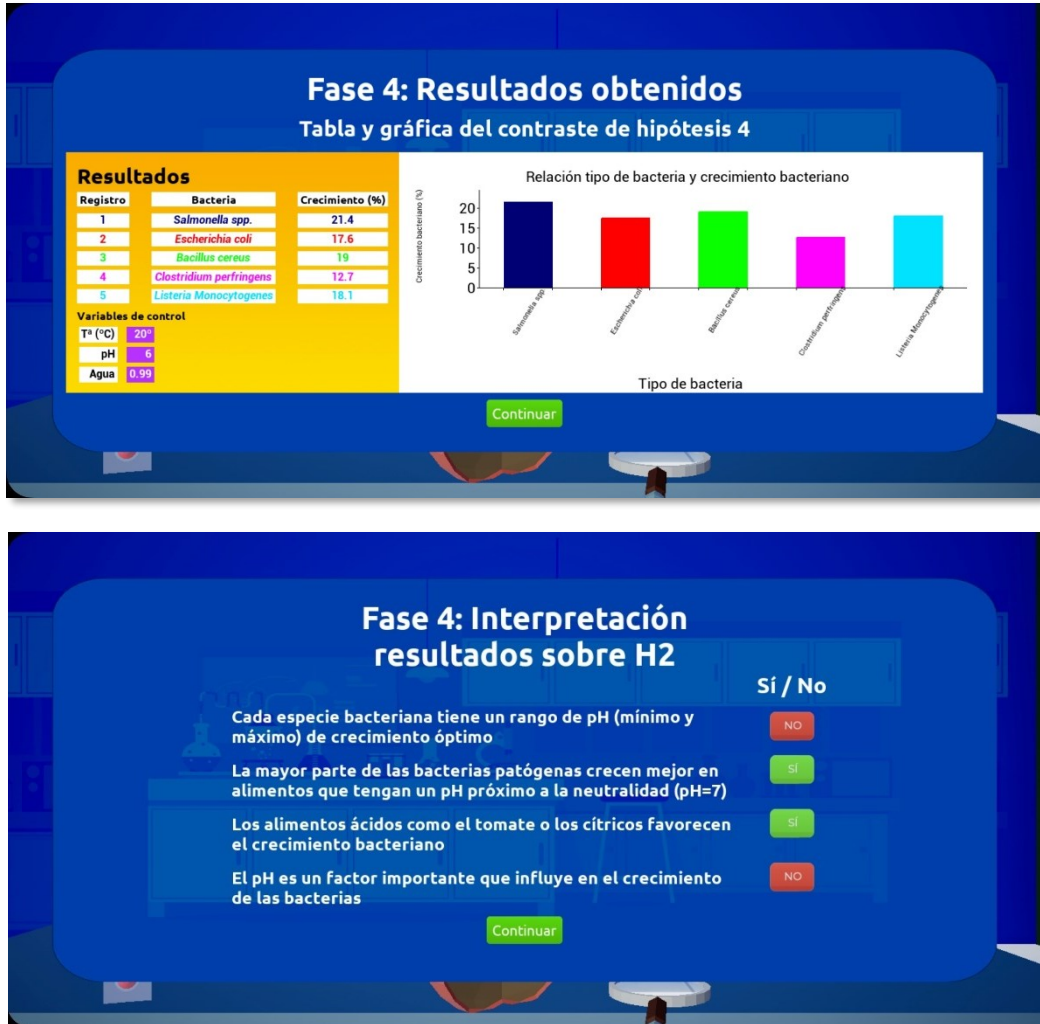 Fase 4: Resultados obtenidos
Tabla y gráfica del contraste de hipótesis 4
Resultados
Registro Bacteria Crecimiento (%)
1 Salmonella spp. 21.4
2 Escherichia coli 17.6
3 Bacillus cereus 19
4 Clostridium perfringens 12.7
5 Listeria Monocytogenes 18.1
Variables de control
Tª (°C) 20º
pH 6
Agua 0.99
Relación tipo de bacteria y crecimiento bacteriano
Crecimiento bacteriano (%)
20
15
10
5
0
Salmonella spp.
Escherichia coli
Bacillus cereus
Clostridium perfringens
Listeria Monocytogenes
Tipo de bacteria
Continuar
Fase 4: Interpretación
resultados sobre H2
Sí / No
Cada especie bacteriana tiene un rango de pH (mínimo y
máximo) de crecimiento óptimo
NO
La mayor parte de las bacterias patógenas crecen mejor en
alimentos que tengan un pH próximo a la neutralidad (pH=7)
SÍ
Los alimentos ácidos como el tomate o los cítricos favorecen
el crecimiento bacteriano
SÍ
El pH es un factor importante que influye en el crecimiento
de las bacterias
NO
Continuar